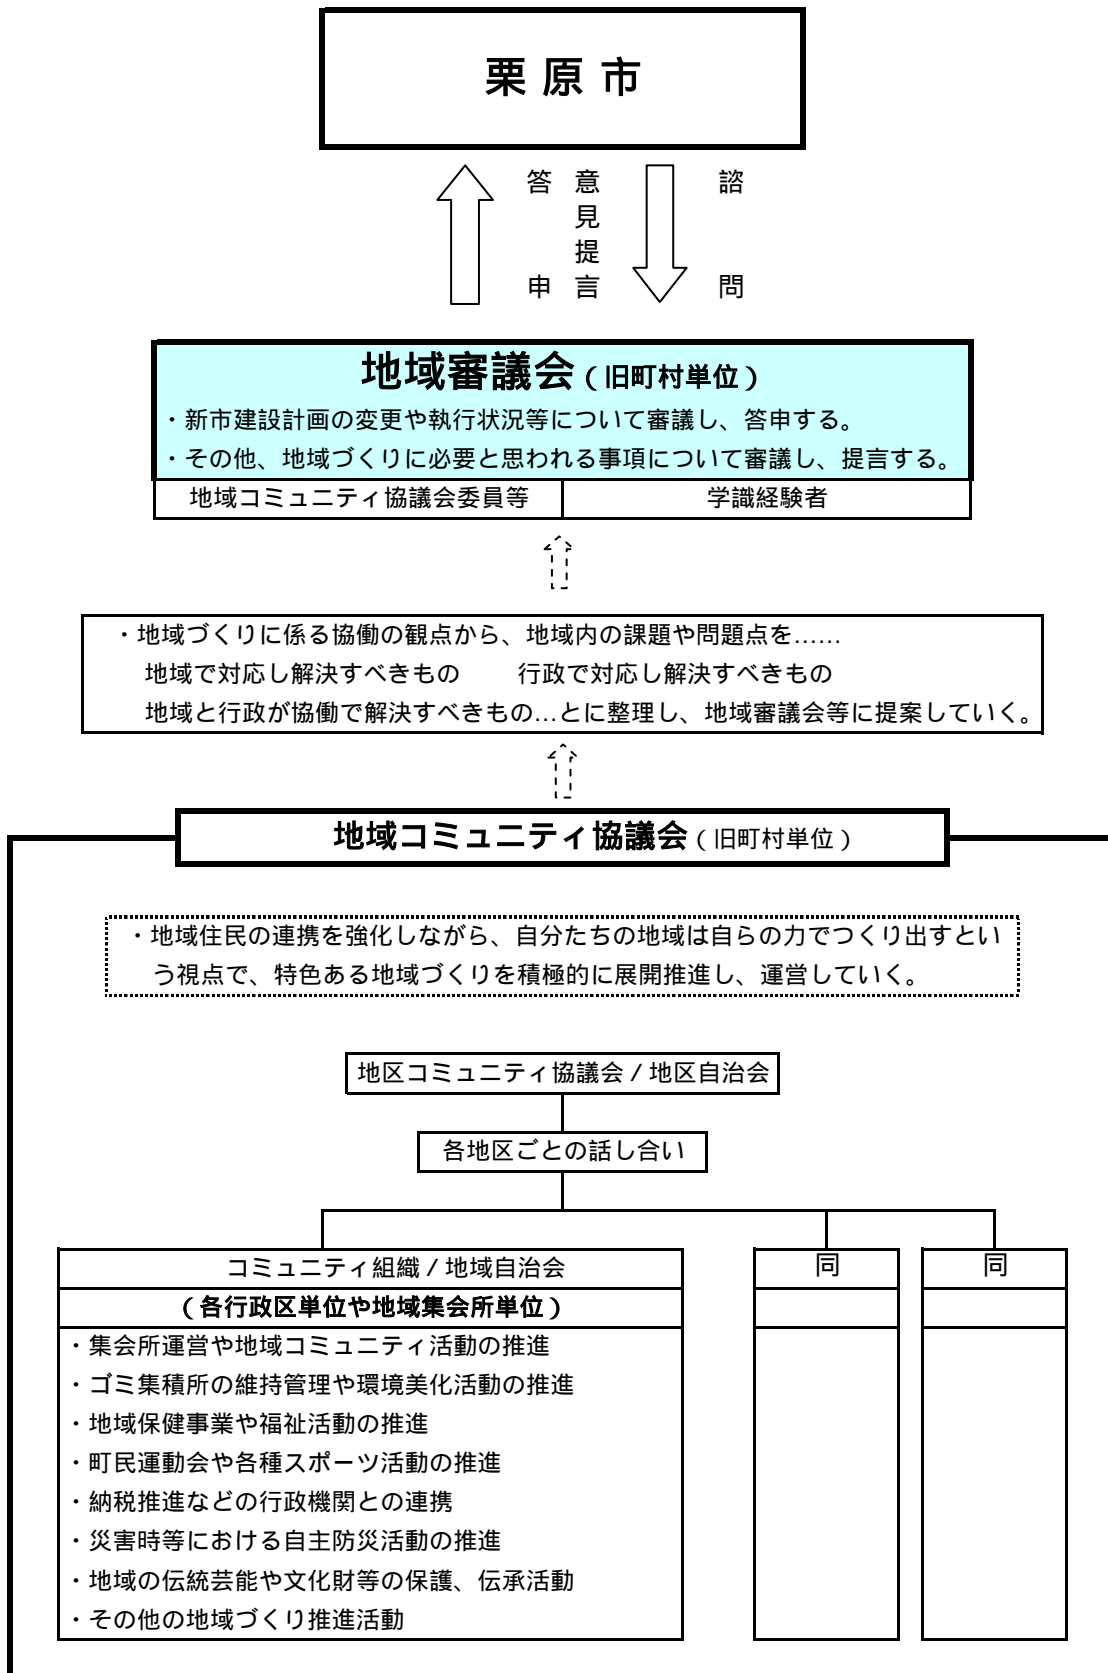 栗原市
答申
意見提言
諮問
地域審議会（旧町村単位）
・新市建設計画の変更や執行状況等について審議し、答申する。
・その他、地域づくりに必要と思われる事項について審議し、提言する。
地域コミュニティ協議会委員等
学識経験者
・地域づくりに係る協働の観点から、地域内の課題や問題点を……
地域で対応し解決すべきもの　　行政で対応し解決すべきもの
地域と行政が協働で解決すべきもの…とに整理し、地域審議会等に提案していく。
地域コミュニティ協議会（旧町村単位）
・地域住民の連携を強化しながら、自分たちの地域は自らの力でつくり出すとい
う視点で、特色ある地域づくりを積極的に展開推進し、運営していく。
地区コミュニティ協議会／地区自治会
各地区ごとの話し合い
コミュニティ組織／地域自治会
同
同
（各行政区単位や地域集会所単位）
・集会所運営や地域コミュニティ活動の推進
・ゴミ集積所の維持管理や環境美化活動の推進
・地域保健事業や福祉活動の推進
・町民運動会や各種スポーツ活動の推進
・納税推進などの行政機関との連携
・災害時等における自主防災活動の推進
・地域の伝統芸能や文化財等の保護、伝承活動
・その他の地域づくり推進活動